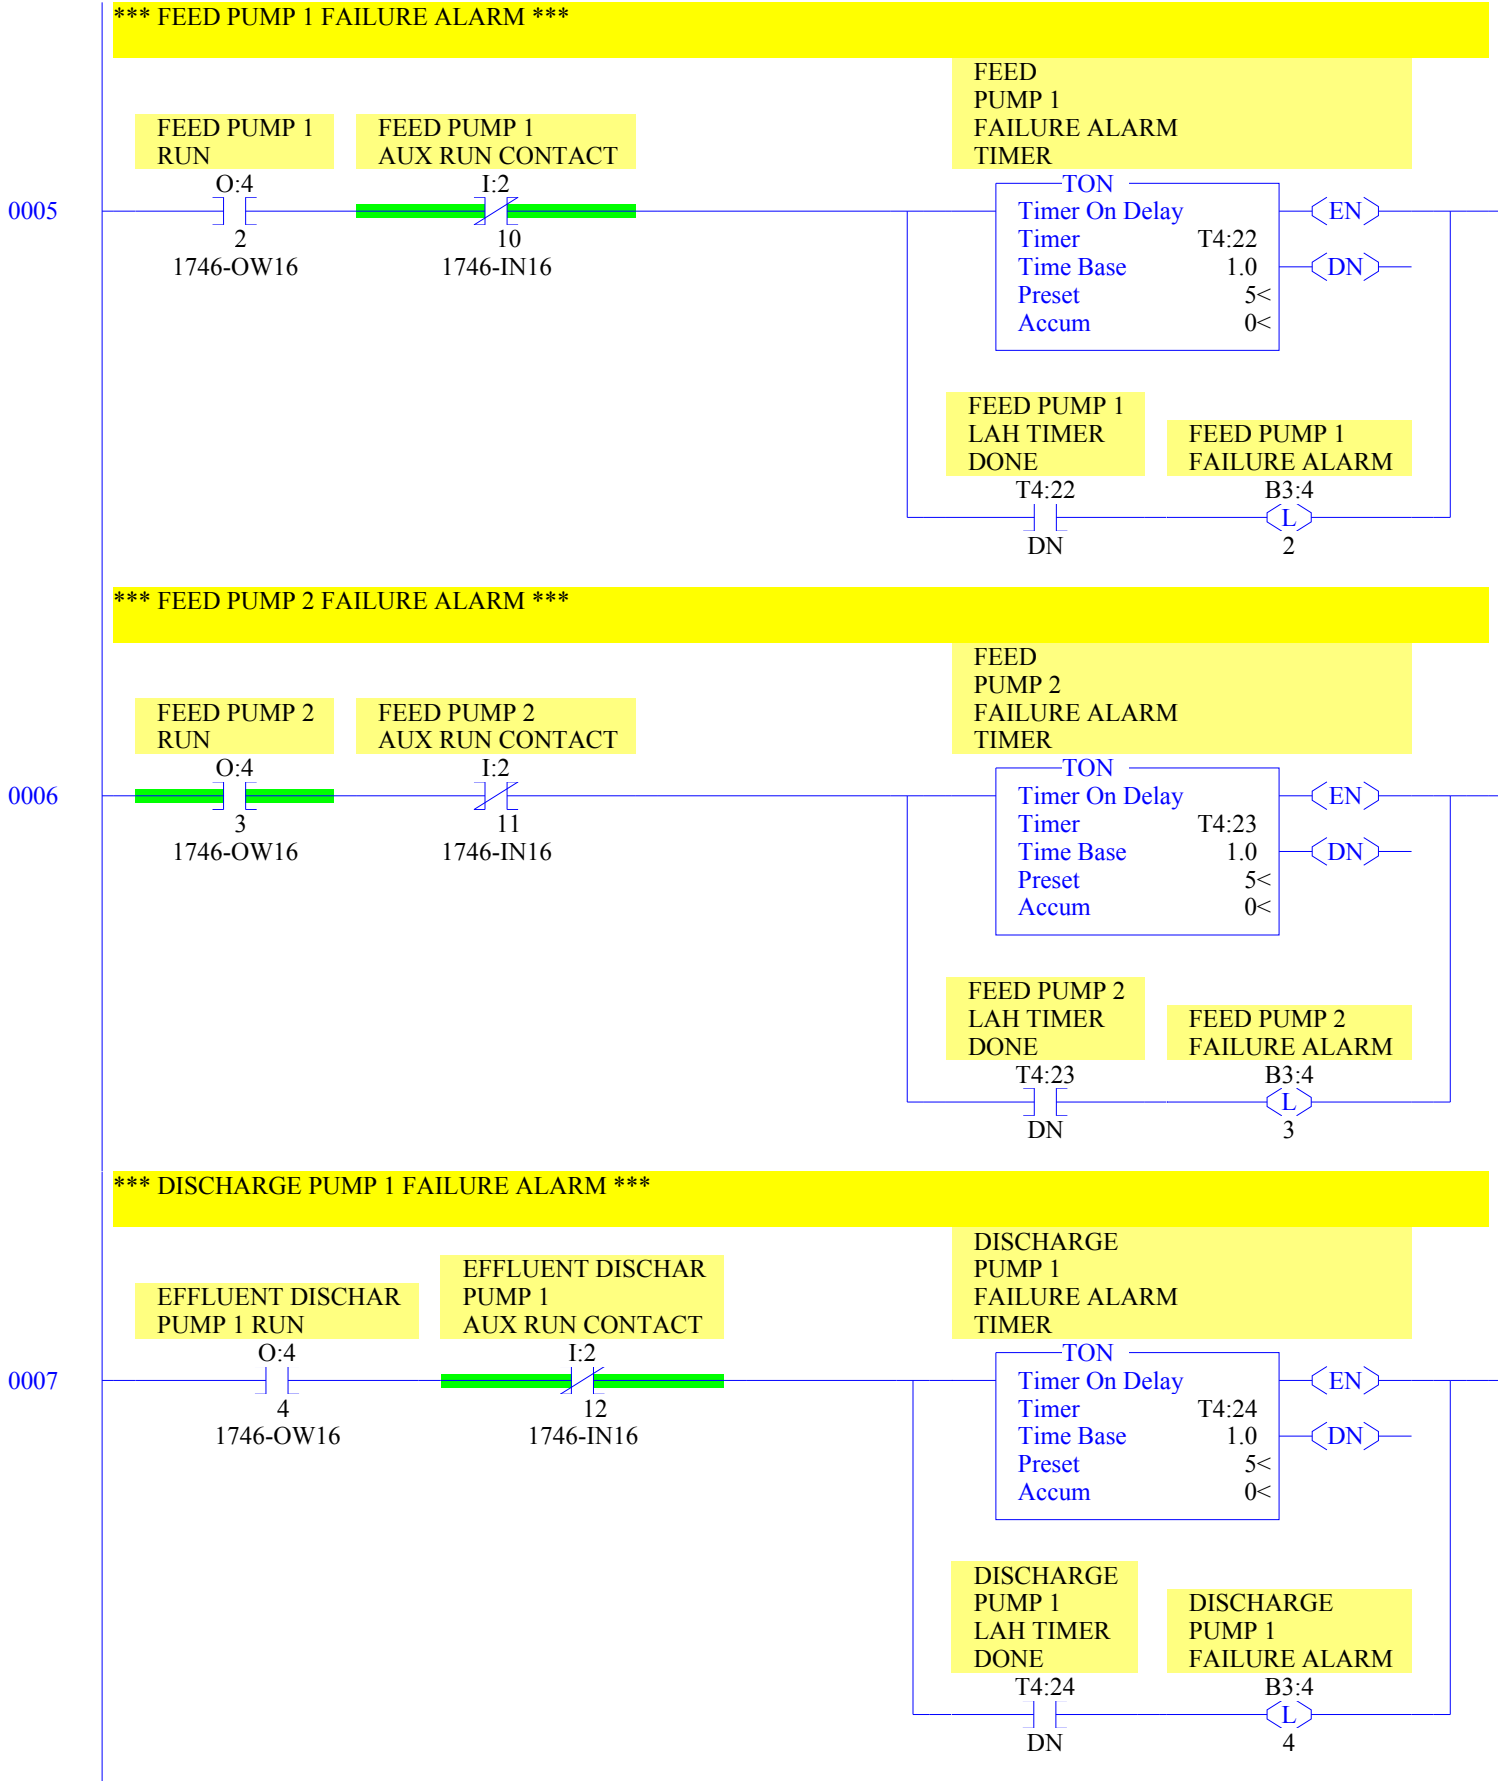 *** FEED PUMP 1 FAILURE ALARM ***
FEED
PUMP 1
FAILURE ALARM
TIMER
FEED PUMP 1
RUN
FEED PUMP 1
AUX RUN CONTACT
O:4
I:2
TON
0005
Timer On Delay
EN
2
10
Timer T4:22
1746-OW16
1746-IN16
Time Base 1.0
DN
Preset 5<
Accum 0<
FEED PUMP 1
LAH TIMER
DONE
FEED PUMP 1
FAILURE ALARM
T4:22
B3:4
L
DN
2
*** FEED PUMP 2 FAILURE ALARM ***
FEED
PUMP 2
FAILURE ALARM
TIMER
FEED PUMP 2
RUN
FEED PUMP 2
AUX RUN CONTACT
O:4
I:2
TON
0006
Timer On Delay
EN
3
11
Timer T4:23
1746-OW16
1746-IN16
Time Base 1.0
DN
Preset 5<
Accum 0<
FEED PUMP 2
LAH TIMER
DONE
FEED PUMP 2
FAILURE ALARM
T4:23
B3:4
L
DN
3
*** DISCHARGE PUMP 1 FAILURE ALARM ***
DISCHARGE
PUMP 1
FAILURE ALARM
TIMER
EFFLUENT DISCHAR
PUMP 1 RUN
EFFLUENT DISCHAR
PUMP 1
AUX RUN CONTACT
O:4
I:2
TON
0007
Timer On Delay
EN
4
12
Timer T4:24
1746-OW16
1746-IN16
Time Base 1.0
DN
Preset 5<
Accum 0<
DISCHARGE
PUMP 1
LAH TIMER
DONE
DISCHARGE
PUMP 1
FAILURE ALARM
T4:24
B3:4
L
DN
4